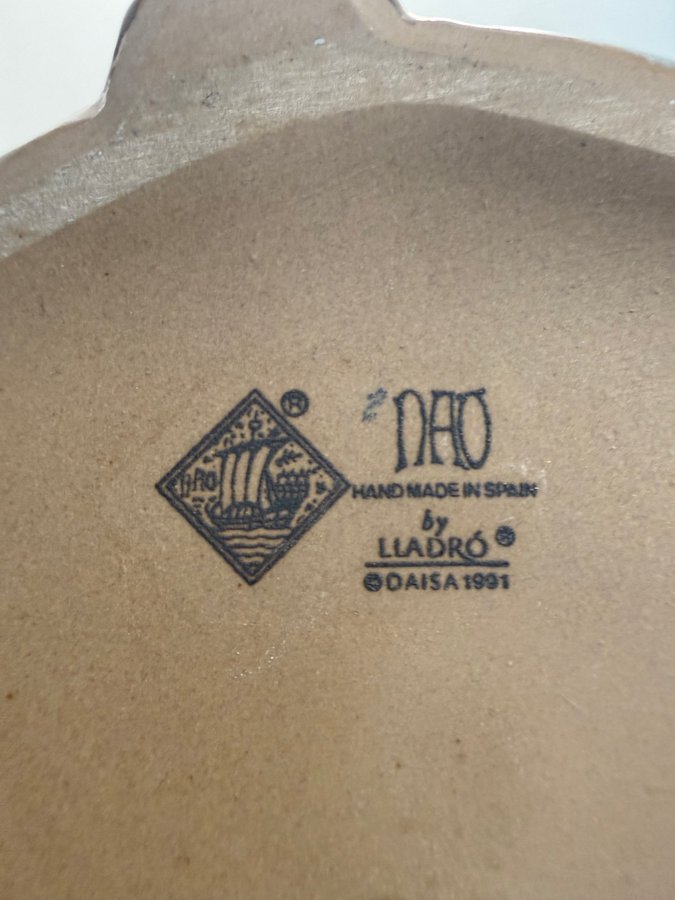 NAO ®
NAO
HAND MADE IN SPAIN
by
LLADRÓ ®
© DAISA 1991